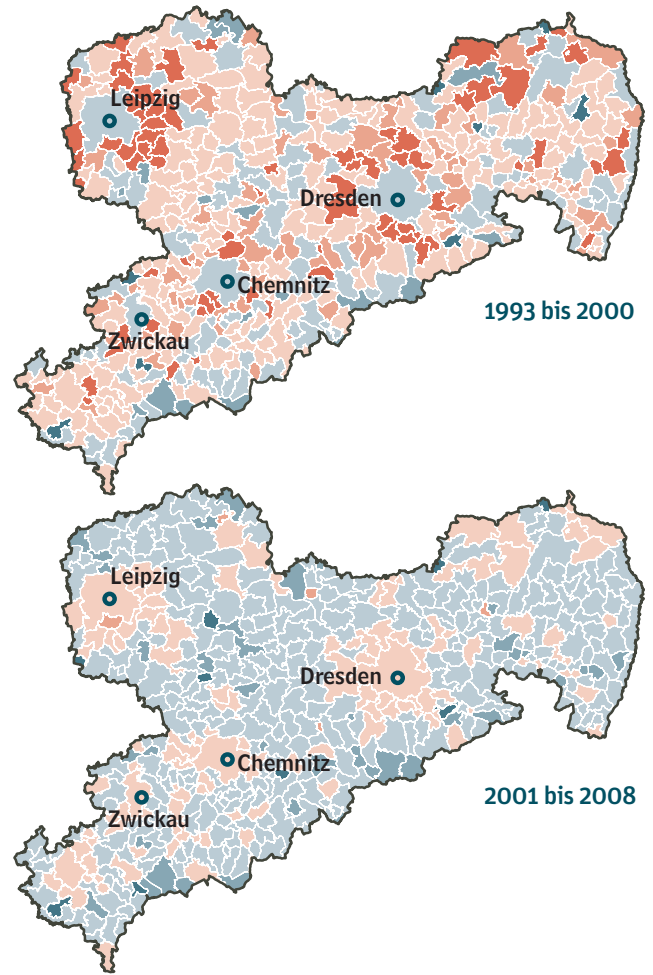 Leipzig
Dresden
Chemnitz
1993 bis 2000
Zwickau
Leipzig
Dresden
Chemnitz
2001 bis 2008
Zwickau